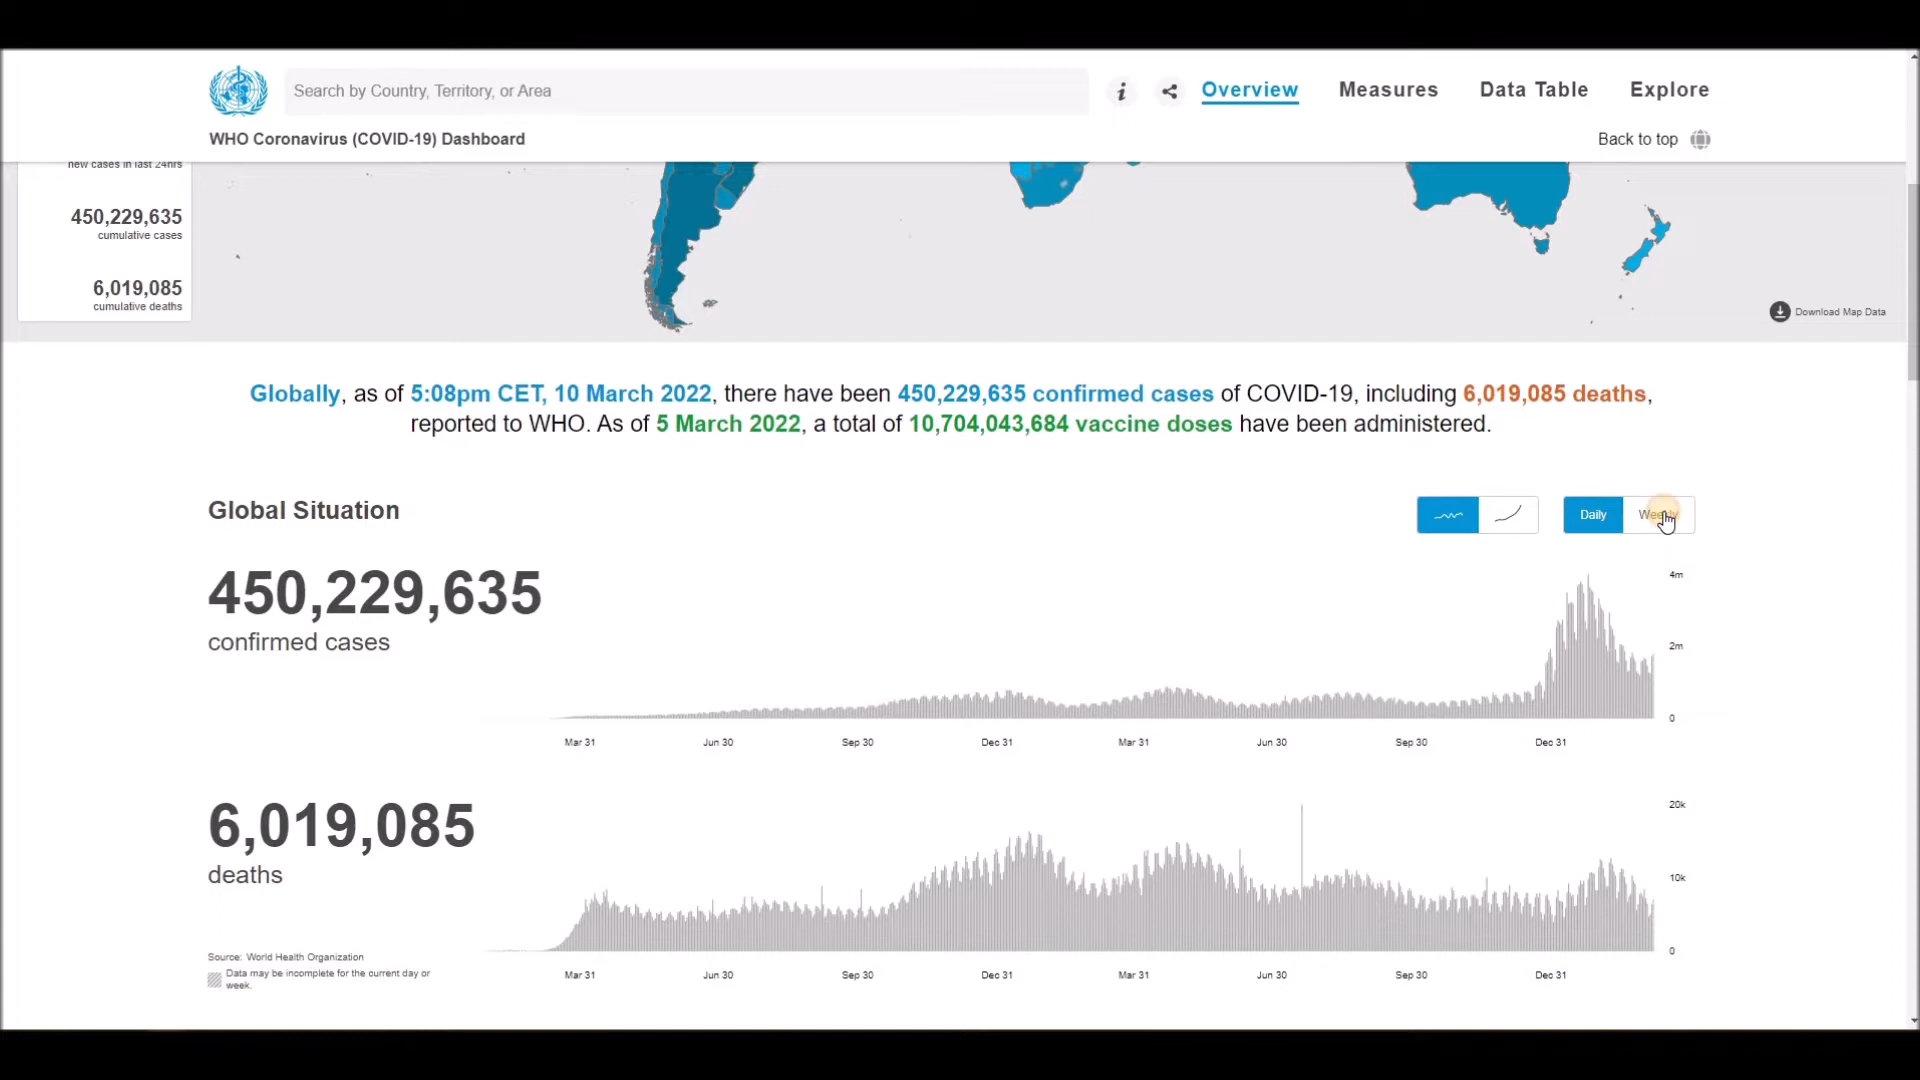 Search by Country, Territory, or Area
Overview
Measures
Data Table
Explore
WHO Coronavirus (COVID-19) Dashboard
Back to top
new cases in last 24hrs
450,229,635
cumulative cases
6,019,085
cumulative deaths
Download Map Data
Globally, as of 5:08pm CET, 10 March 2022, there have been 450,229,635 confirmed cases of COVID-19, including 6,019,085 deaths,
reported to WHO. As of 5 March 2022, a total of 10,704,043,684 vaccine doses have been administered.
Global Situation
Daily
Weekly
450,229,635
confirmed cases
4m
2m
0
Mar 31
Jun 30
Sep 30
Dec 31
Mar 31
Jun 30
Sep 30
Dec 31
6,019,085
deaths
20k
10k
0
Source: World Health Organization
Data may be incomplete for the current day or
week.
Mar 31
Jun 30
Sep 30
Dec 31
Mar 31
Jun 30
Sep 30
Dec 31